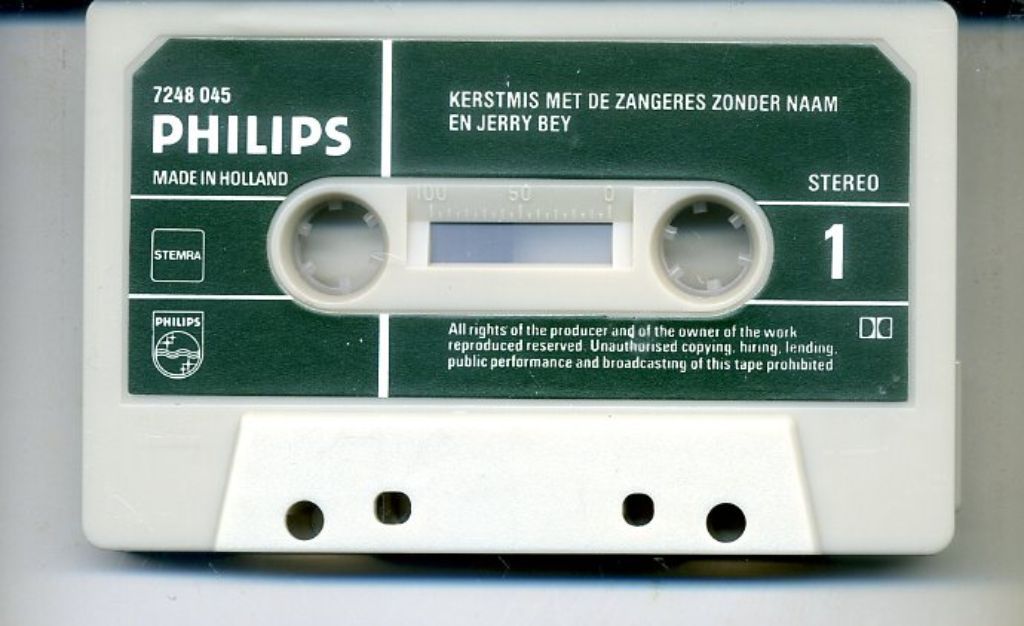 7248 045
PHILIPS
MADE IN HOLLAND
KERSTMIS MET DE ZANGERES ZONDER NAAM
EN JERRY BEY
STEREO
100 50 0
STEMRA
1
PHILIPS
All rights of the producer and of the owner of the work
reproduced reserved. Unauthorised copying, hiring, lending,
public performance and broadcasting of this tape prohibited